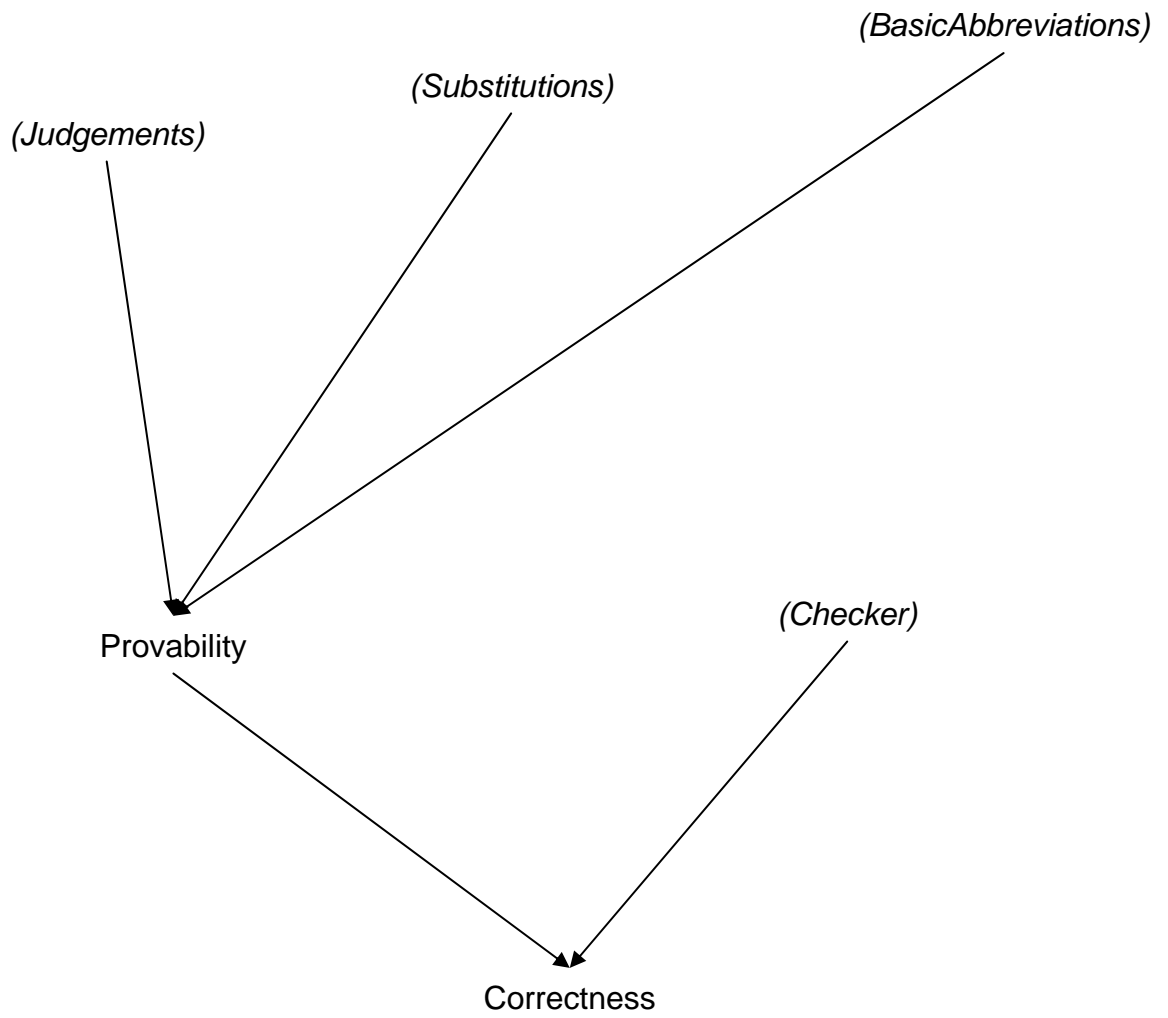 (BasicAbbreviations)
(Substitutions)
(Judgements)
(Checker)
Provability
Correctness